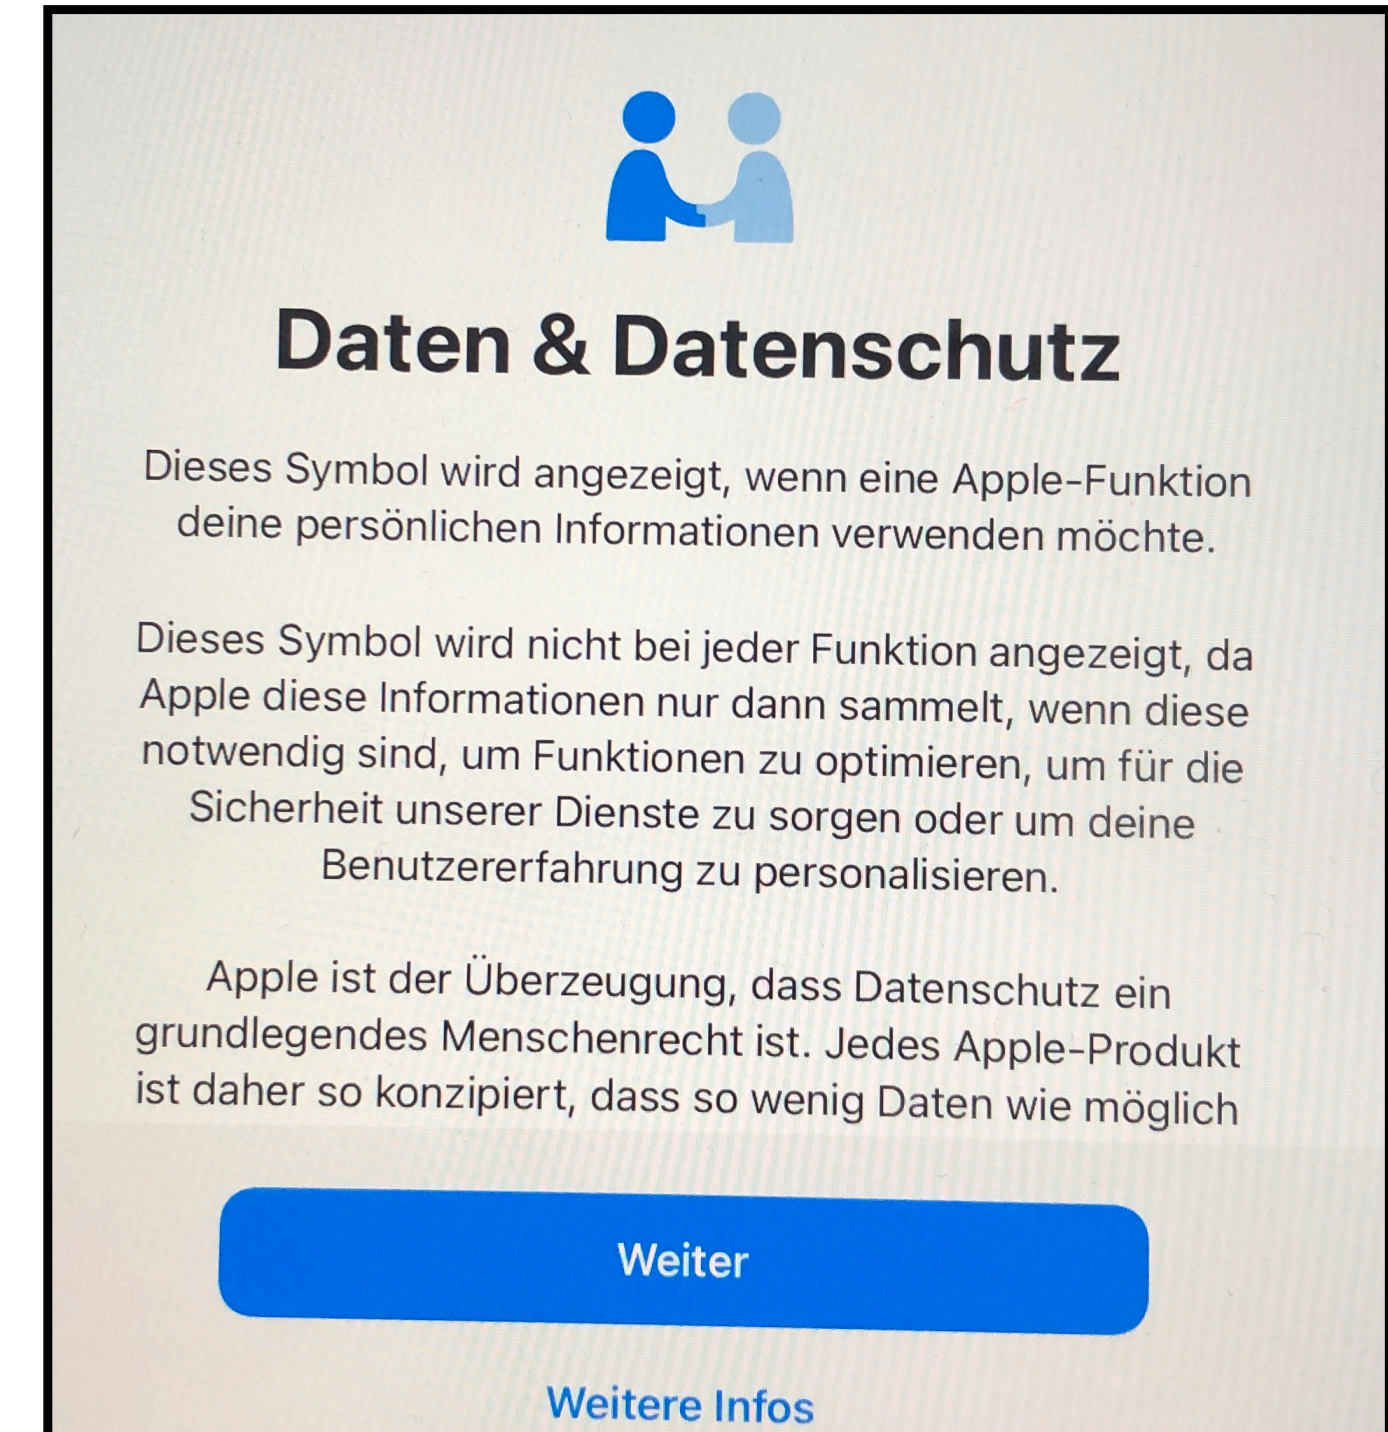 Daten & Datenschutz
Dieses Symbol wird angezeigt, wenn eine Apple-Funktion
deine persönlichen Informationen verwenden möchte.
Dieses Symbol wird nicht bei jeder Funktion angezeigt, da
Apple diese Informationen nur dann sammelt, wenn diese
notwendig sind, um Funktionen zu optimieren, um für die
Sicherheit unserer Dienste zu sorgen oder um deine
Benutzererfahrung zu personalisieren.
Apple ist der Überzeugung, dass Datenschutz ein
grundlegendes Menschenrecht ist. Jedes Apple-Produkt
ist daher so konzipiert, dass so wenig Daten wie möglich
Weiter
Weitere Infos